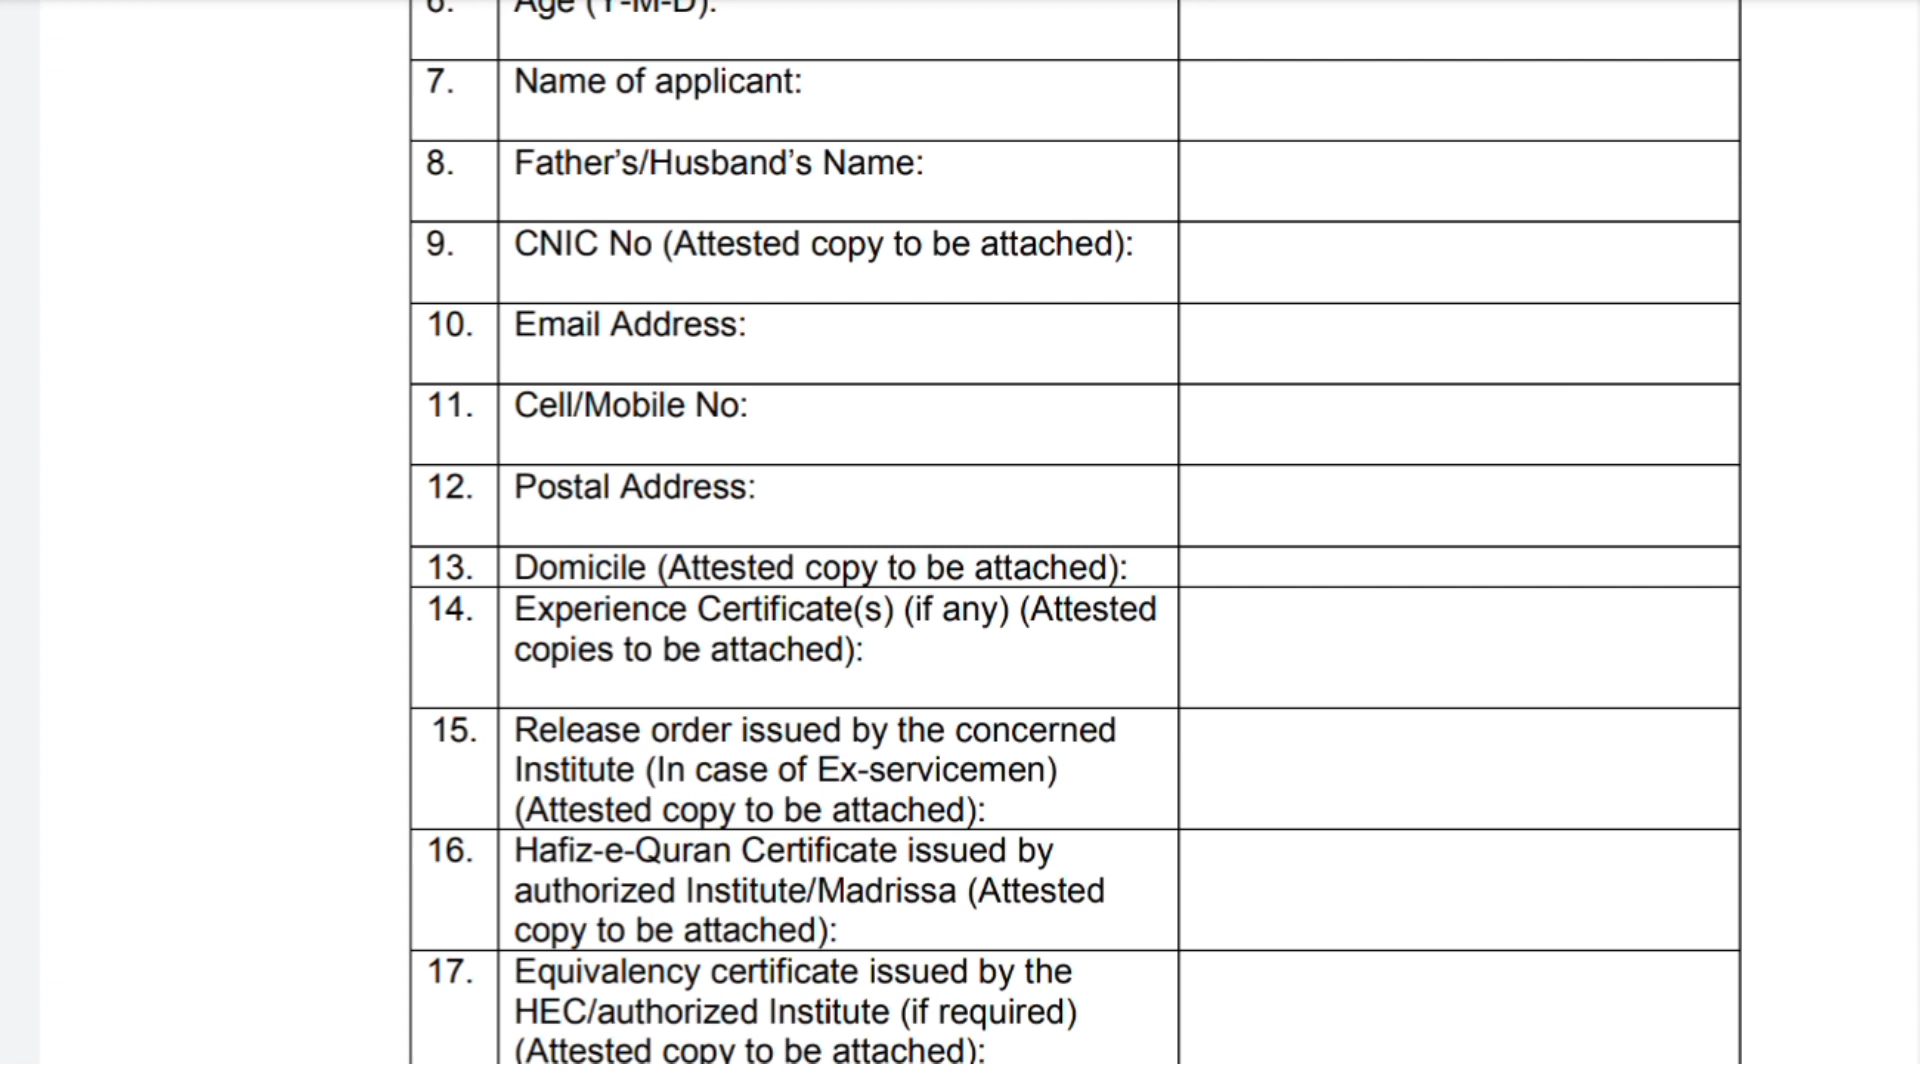 6. Age (Y-M-D):
7. Name of applicant:
8. Father’s/Husband’s Name:
9. CNIC No (Attested copy to be attached):
10. Email Address:
11. Cell/Mobile No:
12. Postal Address:
13. Domicile (Attested copy to be attached):
14. Experience Certificate(s) (if any) (Attested
copies to be attached):
15. Release order issued by the concerned
Institute (In case of Ex-servicemen)
(Attested copy to be attached):
16. Hafiz-e-Quran Certificate issued by
authorized Institute/Madrissa (Attested
copy to be attached):
17. Equivalency certificate issued by the
HEC/authorized Institute (if required)
(Attested copy to be attached):